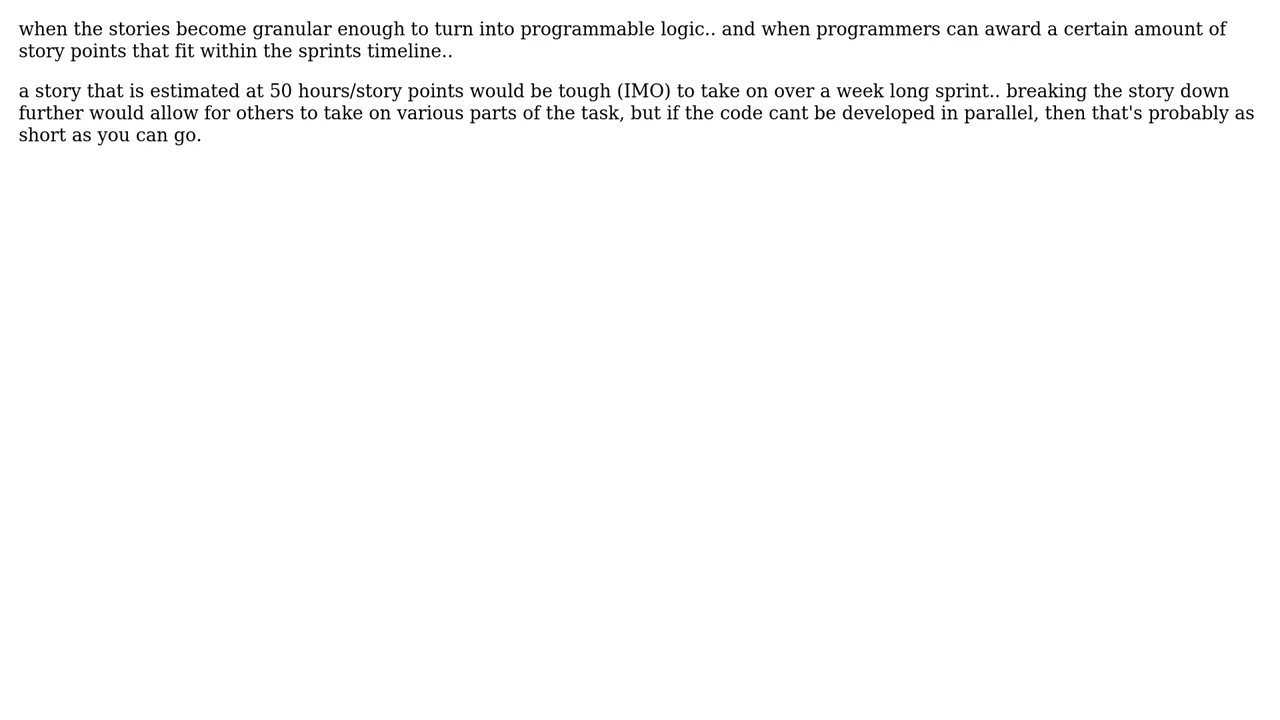 when the stories become granular enough to turn into programmable logic.. and when programmers can award a certain amount of
story points that fit within the sprints timeline..
a story that is estimated at 50 hours/story points would be tough (IMO) to take on over a week long sprint.. breaking the story down
further would allow for others to take on various parts of the task, but if the code cant be developed in parallel, then that's probably as
short as you can go.